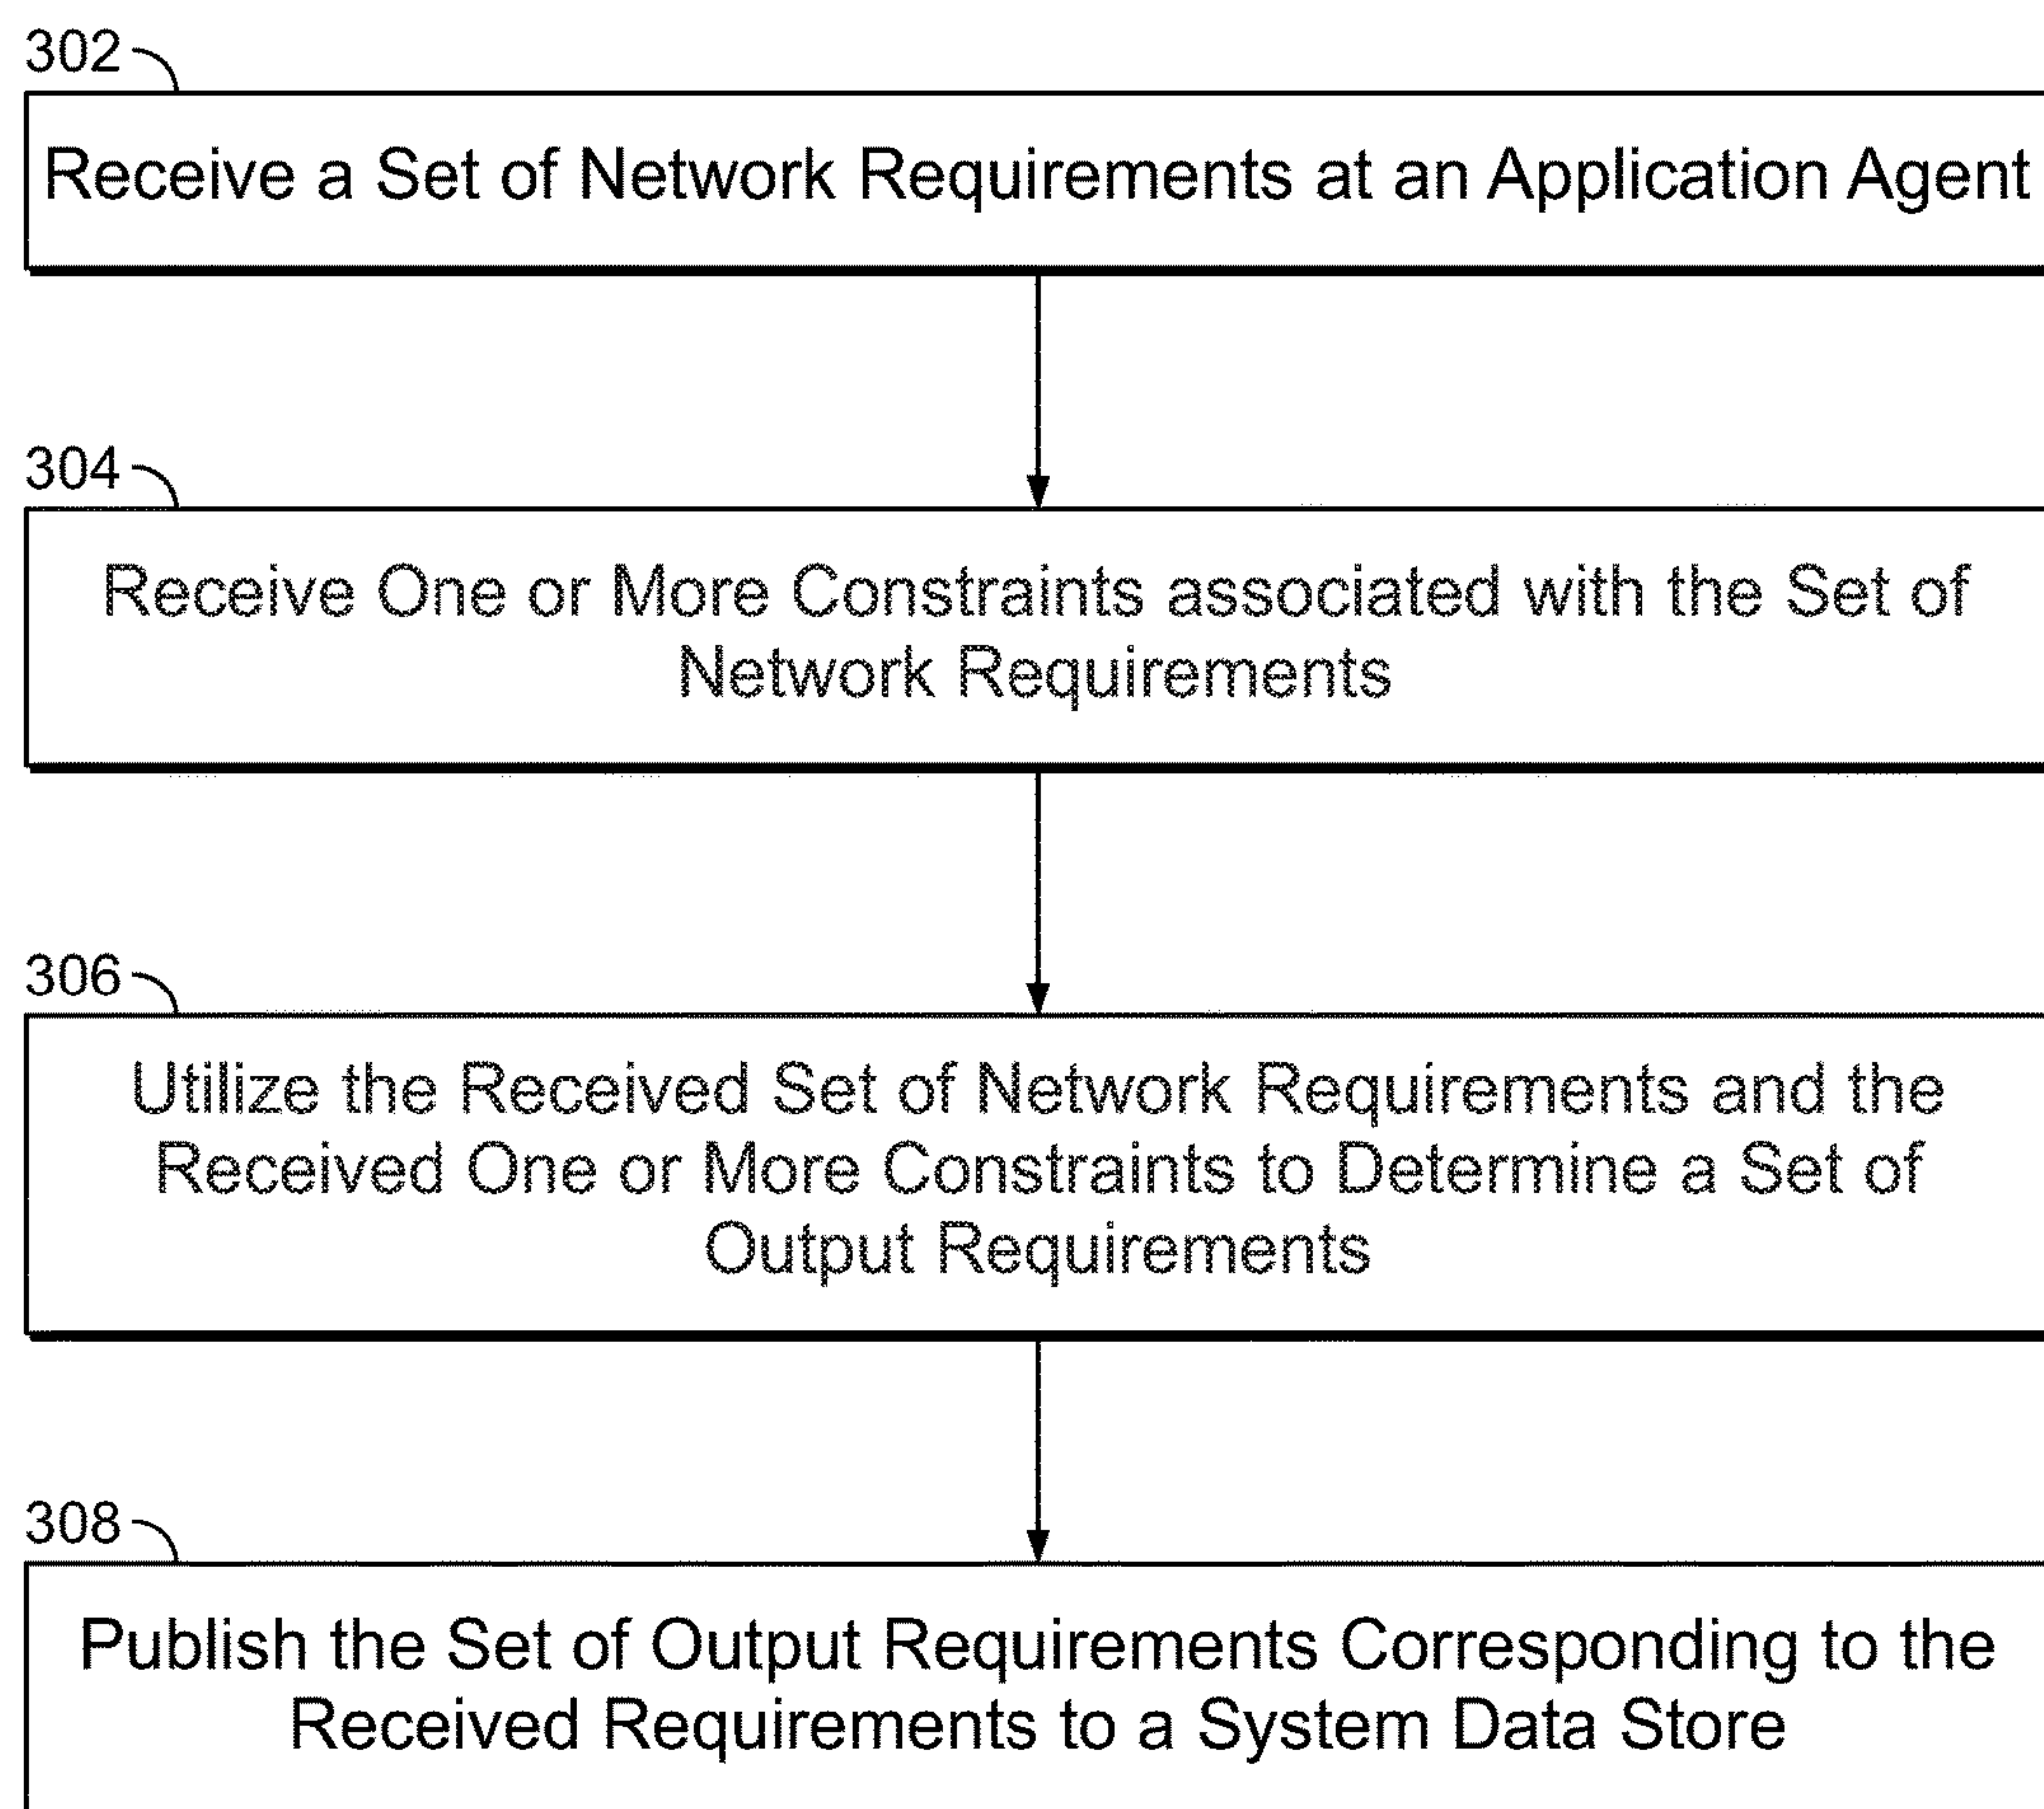 302
Receive a Set of Network Requirements at an Application Agent
304
Receive One or More Constraints associated with the Set of
Network Requirements
306
Utilize the Received Set of Network Requirements and the
Received One or More Constraints to Determine a Set of
Output Requirements
308
Publish the Set of Output Requirements Corresponding to the
Received Requirements to a System Data Store